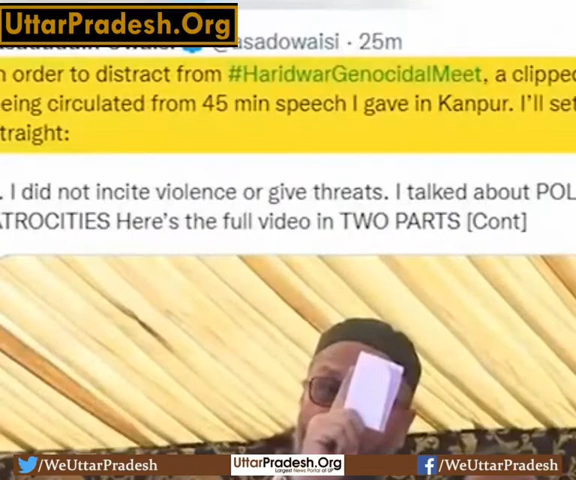 UttarPradesh.Org
@asadowaisi · 25m
n order to distract from #HaridwarGenocidalMeet, a clipped
eing circulated from 45 min speech I gave in Kanpur. I'll set
traight:
. I did not incite violence or give threats. I talked about POL
ATROCITIES Here's the full video in TWO PARTS [Cont]
/WeUttarPradesh
UttarPradesh.Org
Largest News Portal of UP
/WeUttarPradesh